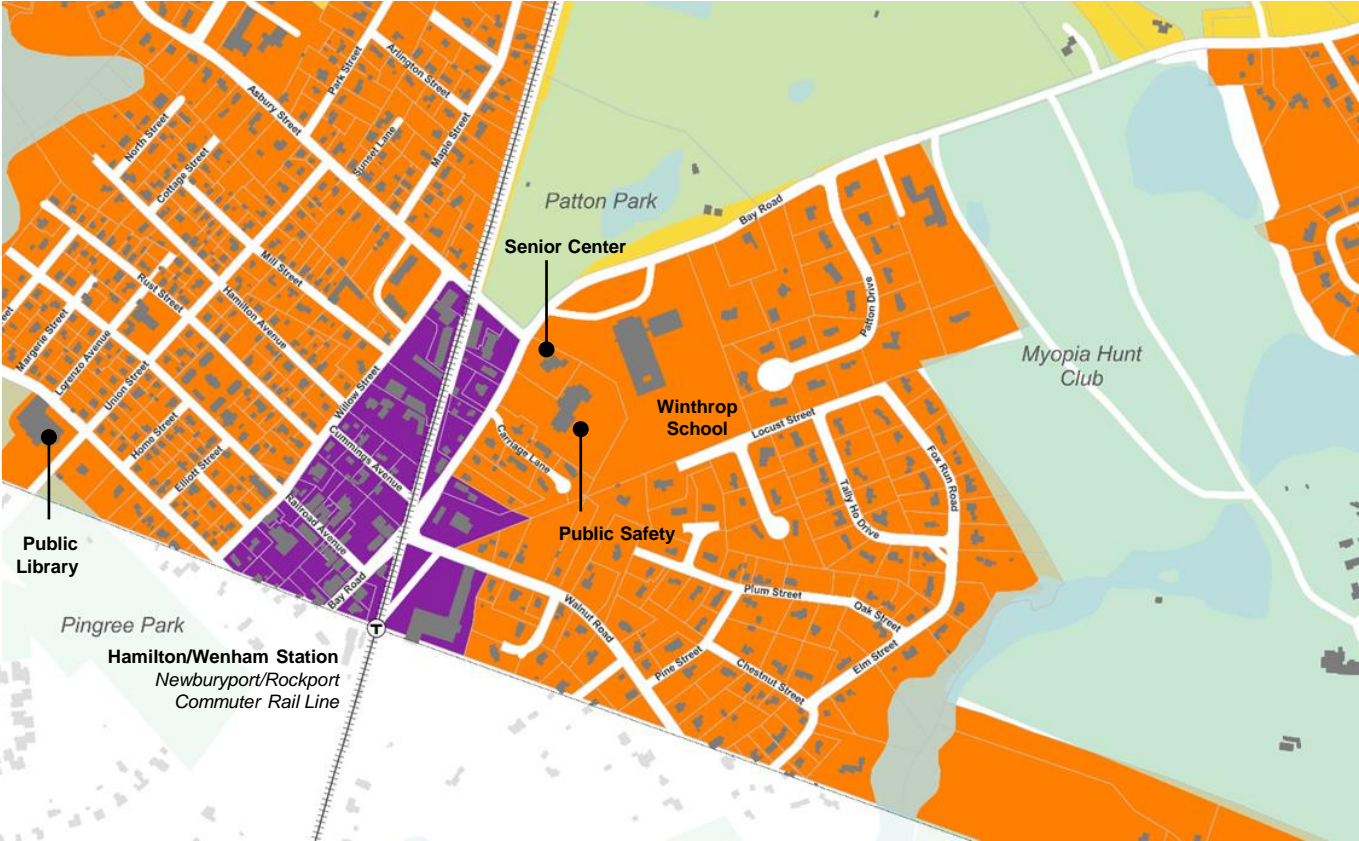 Park Street
Arlington Street
Asbury Street
North Street
Cottage Street
Sunset Lane
Maple Street
Patton Park
Bay Road
Senior Center
Mill Street
Rust Street
Hamilton Avenue
Patton Drive
Margerie Street
Lorenzo Avenue
Union Street
Willow Street
Myopia Hunt
Club
Winthrop
School
Locust Street
Home Street
Elliott Street
Cummings Avenue
Carriage Lane
Fox Run Road
Tally Ho Drive
Railroad Avenue
Public Safety
Public
Library
Bay Road
Plum Street
Oak Street
Walnut Road
Pingree Park
T
Hamilton/Wenham Station
Newburyport/Rockport
Commuter Rail Line
Pine Street
Chestnut Street
Elm Street